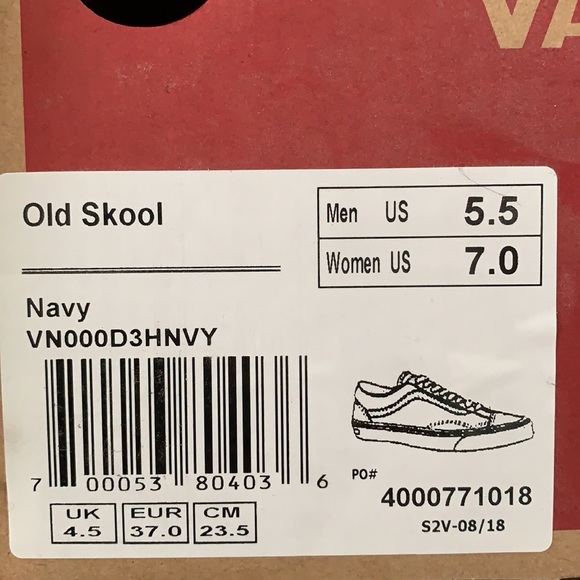 VA
Old Skool
Men US 5.5
Women US 7.0
Navy
VN000D3HNVY
7 00053 80403 6
PO#
4000771018
UK EUR CM
4.5 37.0 23.5
S2V-08/18